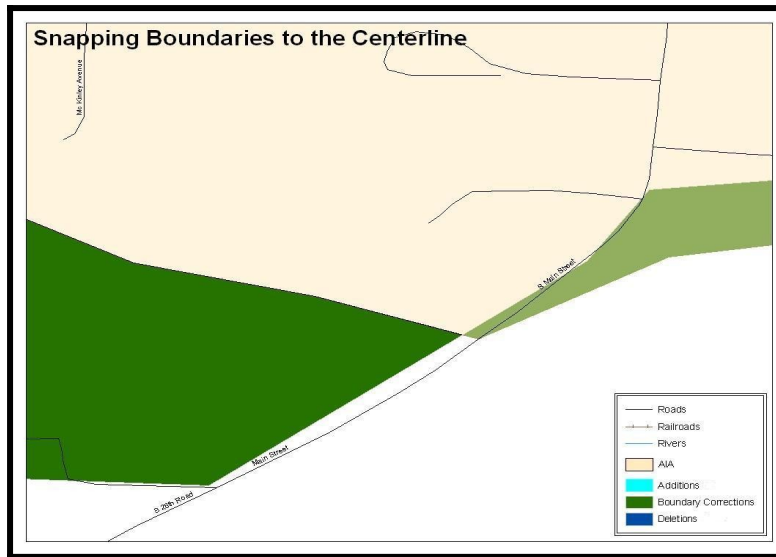 Snapping Boundaries to the Centerline
Mc Kinley Avenue
S Main Street
Main Street
S 28th Road
Roads
Railroads
Rivers
AIA
Additions
Boundary Corrections
Deletions